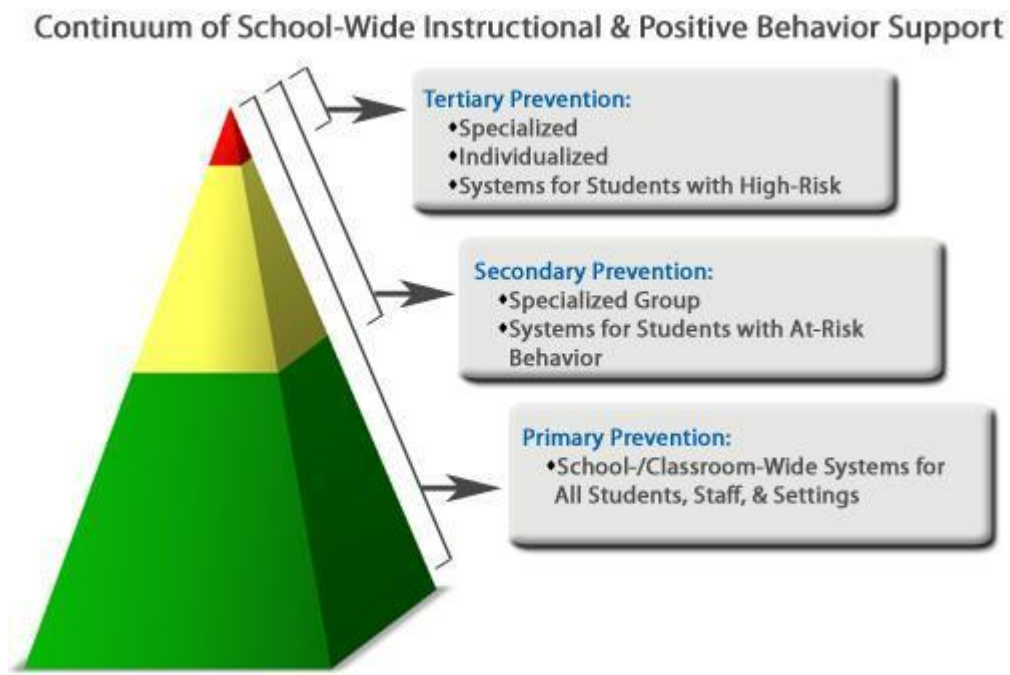 Continuum of School-Wide Instructional & Positive Behavior Support
Tertiary Prevention:
♦Specialized
♦Individualized
♦Systems for Students with High-Risk
Secondary Prevention:
♦Specialized Group
♦Systems for Students with At-Risk
Behavior
Primary Prevention:
♦School-/Classroom-Wide Systems for
All Students, Staff, & Settings